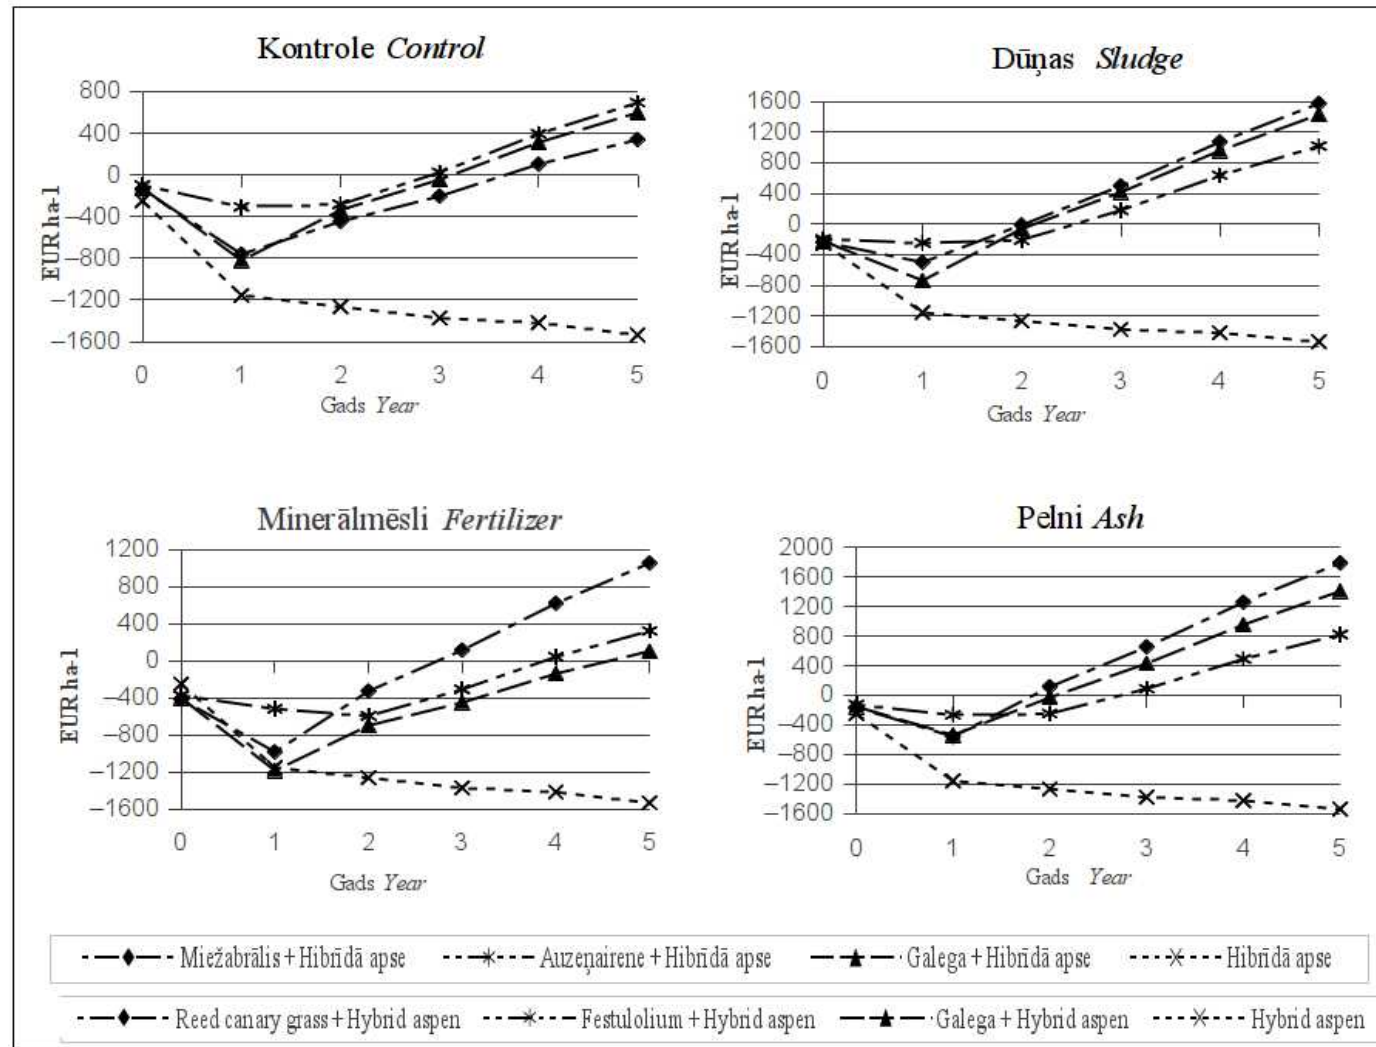 Kontrole Control
800
400
0
–400
–800
–1200
–1600
EUR ha-1
0 1 2 3 4 5
Gads Year
Dūņas Sludge
1600
1200
800
400
0
–400
–800
–1200
–1600
EUR ha-1
0 1 2 3 4 5
Gads Year
Minerālmēsli Fertilizer
1200
800
400
0
–400
–800
–1200
–1600
EUR ha-1
0 1 2 3 4 5
Gads Year
Pelni Ash
2000
1600
1200
800
400
0
–400
–800
–1200
–1600
EUR ha-1
0 1 2 3 4 5
Gads Year
Miežabrālis + Hibrīdā apse Auzeņairene + Hibrīdā apse Galega + Hibrīdā apse Hibrīdā apse
Reed canary grass + Hybrid aspen Festulolium + Hybrid aspen Galega + Hybrid aspen Hybrid aspen